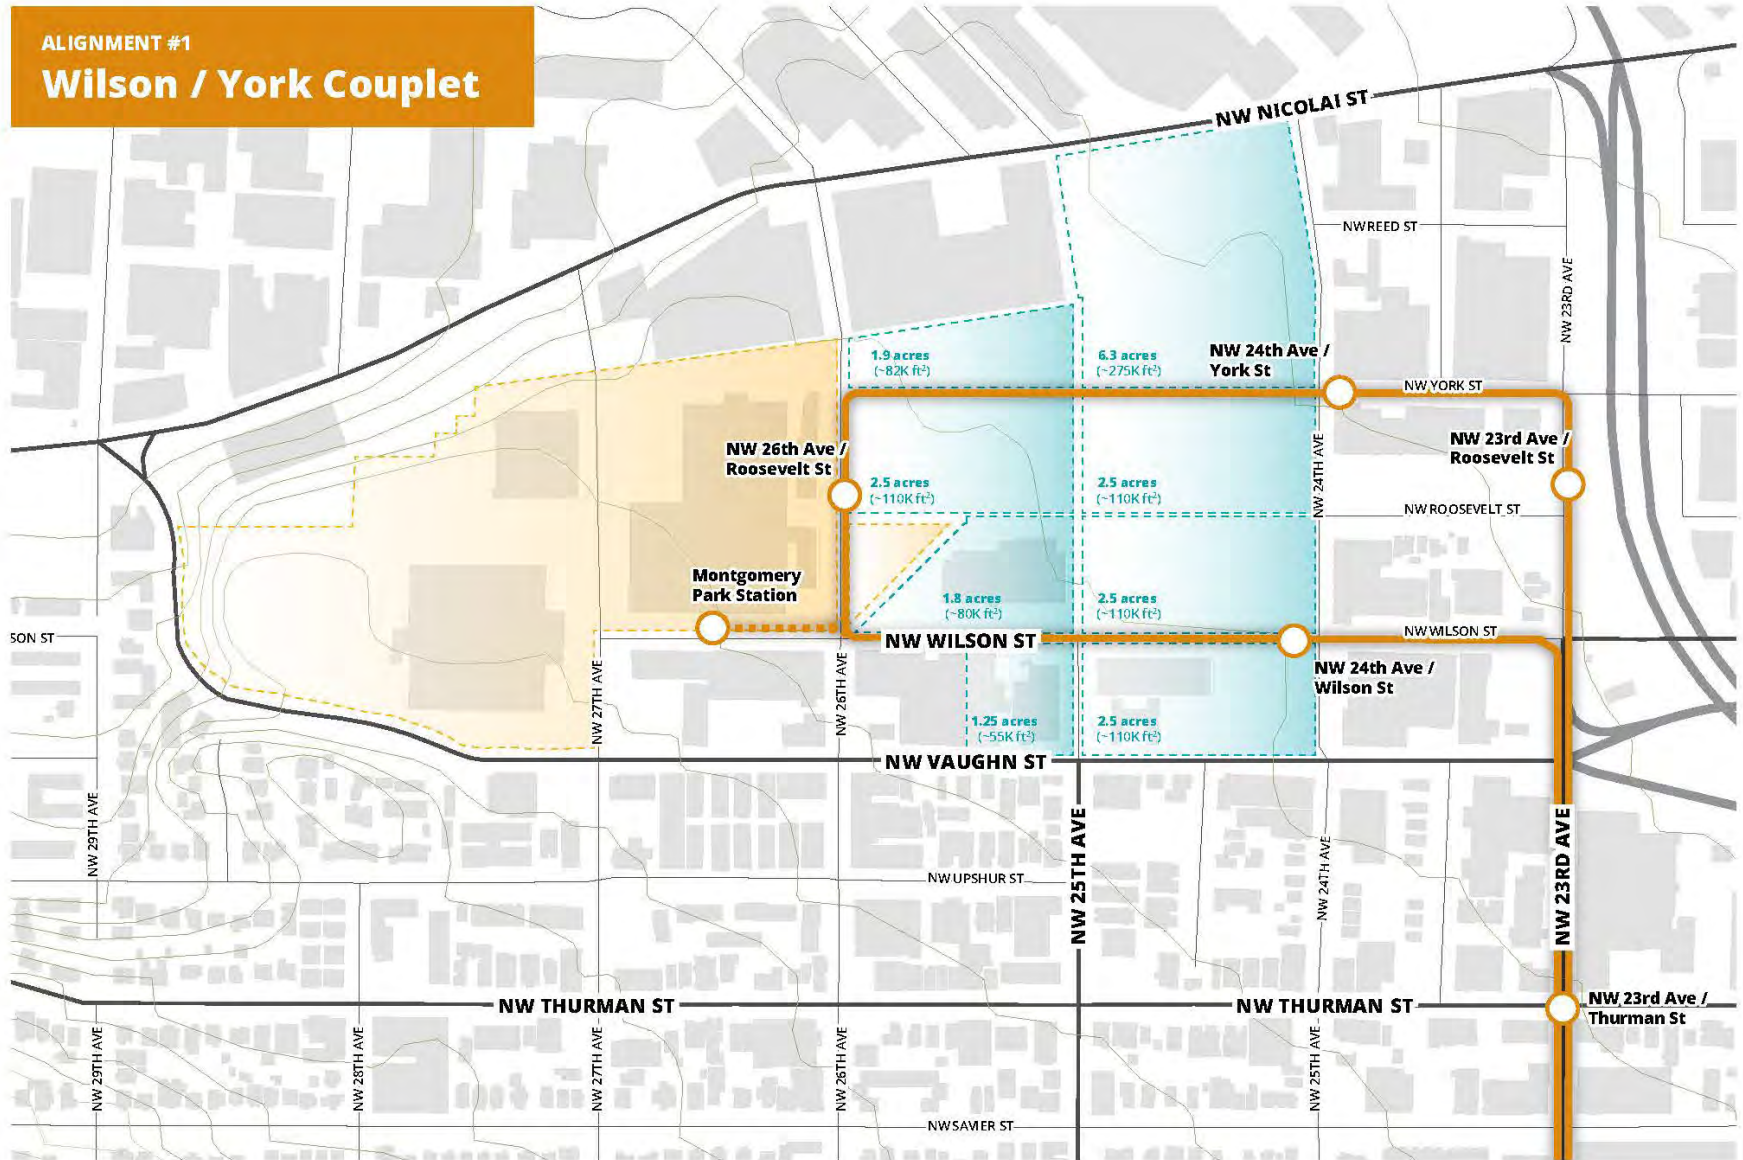 ALIGNMENT #1
Wilson / York Couplet
NW NICOLAI ST
NW REED ST
NW 23RD AVE
1.9 acres
(~82K ft²)
6.3 acres
(~275K ft²)
NW 24th Ave /
York St
NW YORK ST
NW 26th Ave /
Roosevelt St
NW 24TH AVE
NW 23rd Ave /
Roosevelt St
2.5 acres
(~110K ft²)
2.5 acres
(~110K ft²)
NW ROOSEVELT ST
Montgomery
Park Station
1.8 acres
(~80K ft²)
2.5 acres
(~110K ft²)
SON ST
NW WILSON ST
NW WILSON ST
NW 24th Ave /
Wilson St
NW 27TH AVE
NW 26TH AVE
1.25 acres
(~55K ft²)
2.5 acres
(~110K ft²)
NW VAUGHN ST
NW 29TH AVE
NW 25TH AVE
NW 24TH AVE
NW 23RD AVE
NW UPSHUR ST
NW THURMAN ST
NW THURMAN ST
NW 23rd Ave /
Thurman St
NW 29TH AVE
NW 28TH AVE
NW 27TH AVE
NW 26TH AVE
NW 25TH AVE
NW SAVIER ST